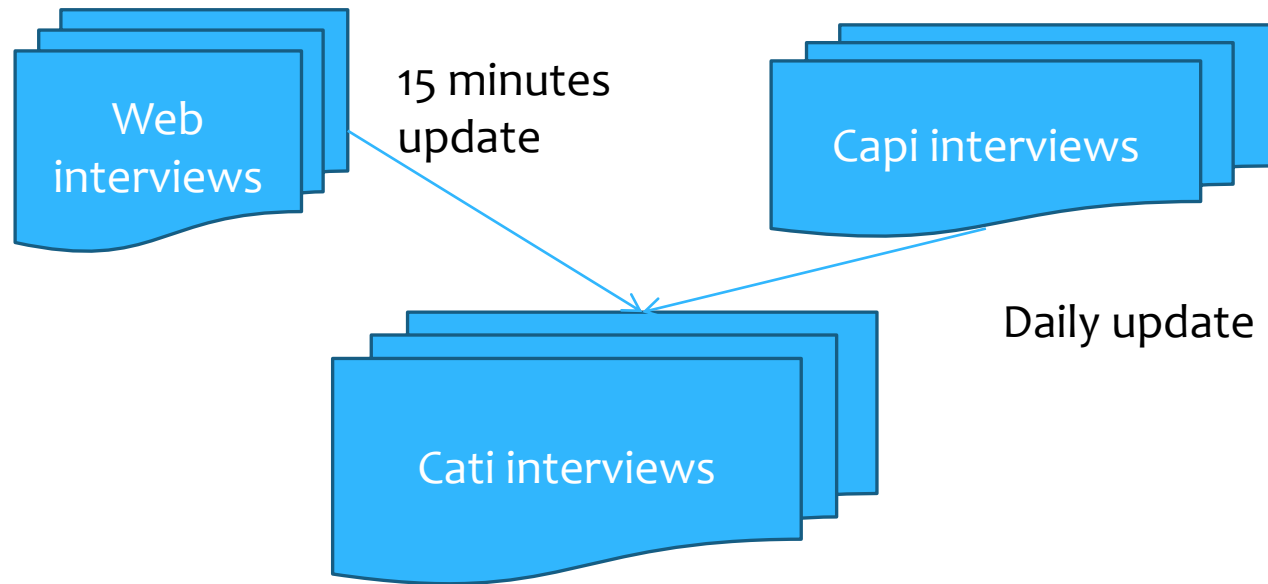 Web
interviews
15 minutes
update
Capi interviews
Daily update
Cati interviews